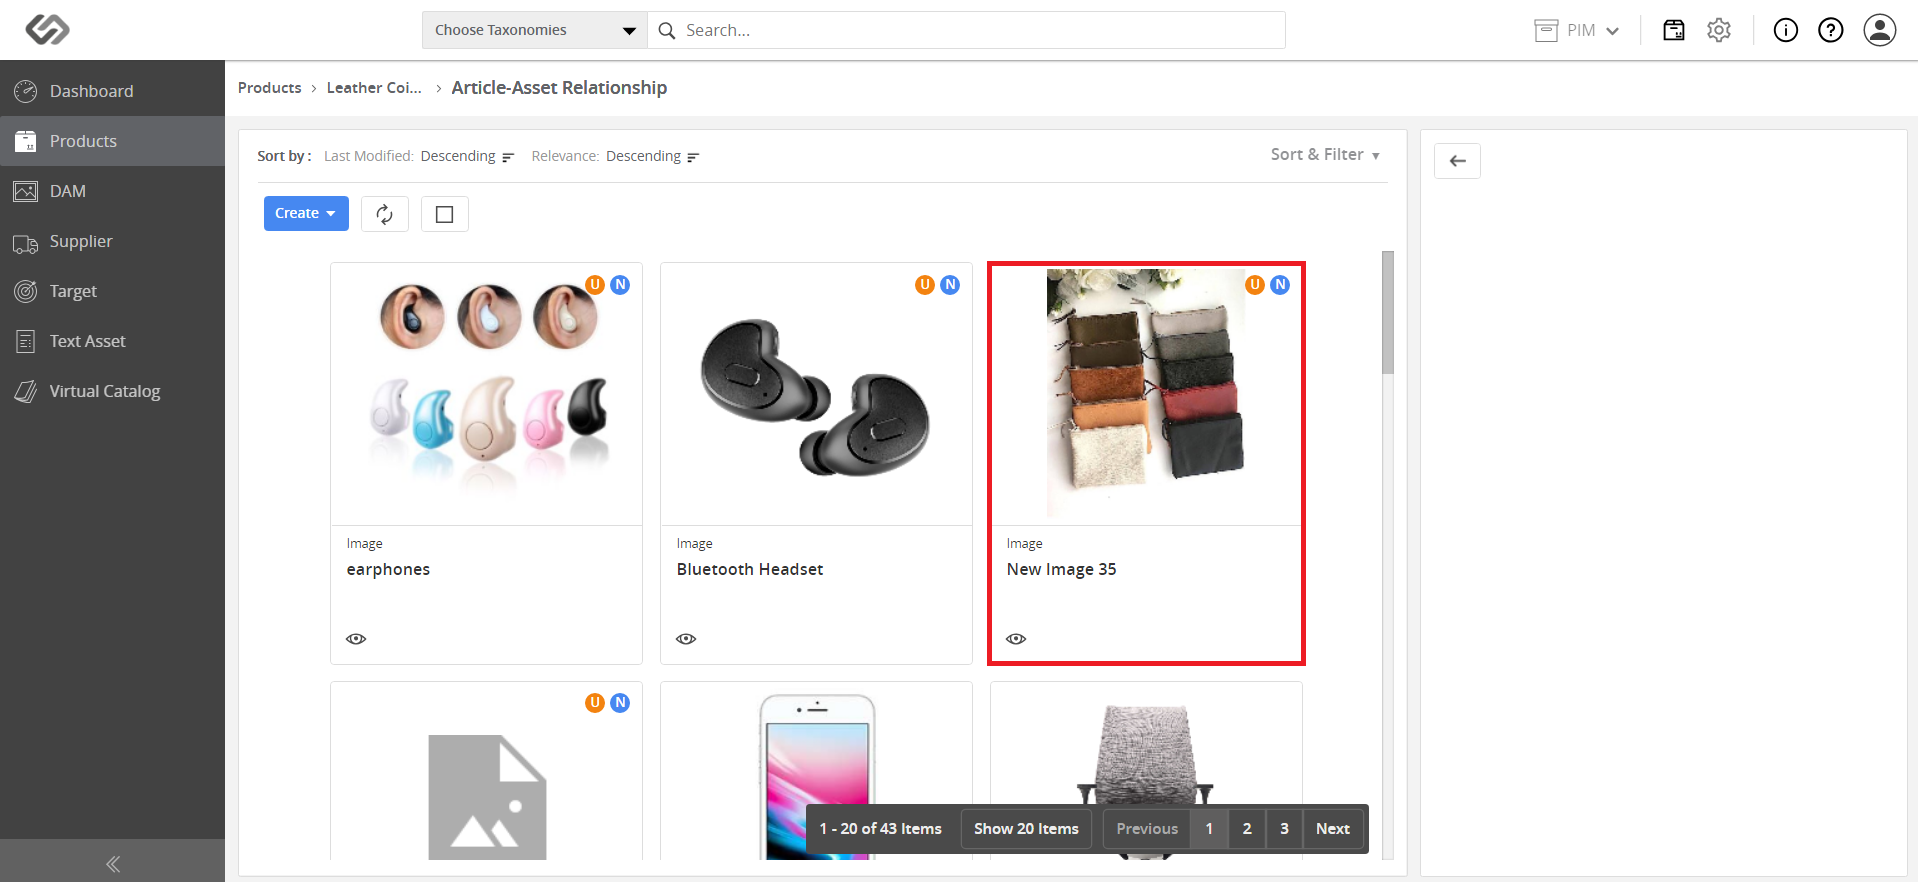 Choose Taxonomies
Search...
PIM
Dashboard
Products
DAM
Supplier
Target
Text Asset
Virtual Catalog
Products > Leather Coi... > Article-Asset Relationship
Sort by : Last Modified: Descending Relevance: Descending
Sort & Filter
Create
U N
Image
earphones
U N
Image
Bluetooth Headset
U N
Image
New Image 35
U N
1 - 20 of 43 Items Show 20 Items Previous 1 2 3 Next